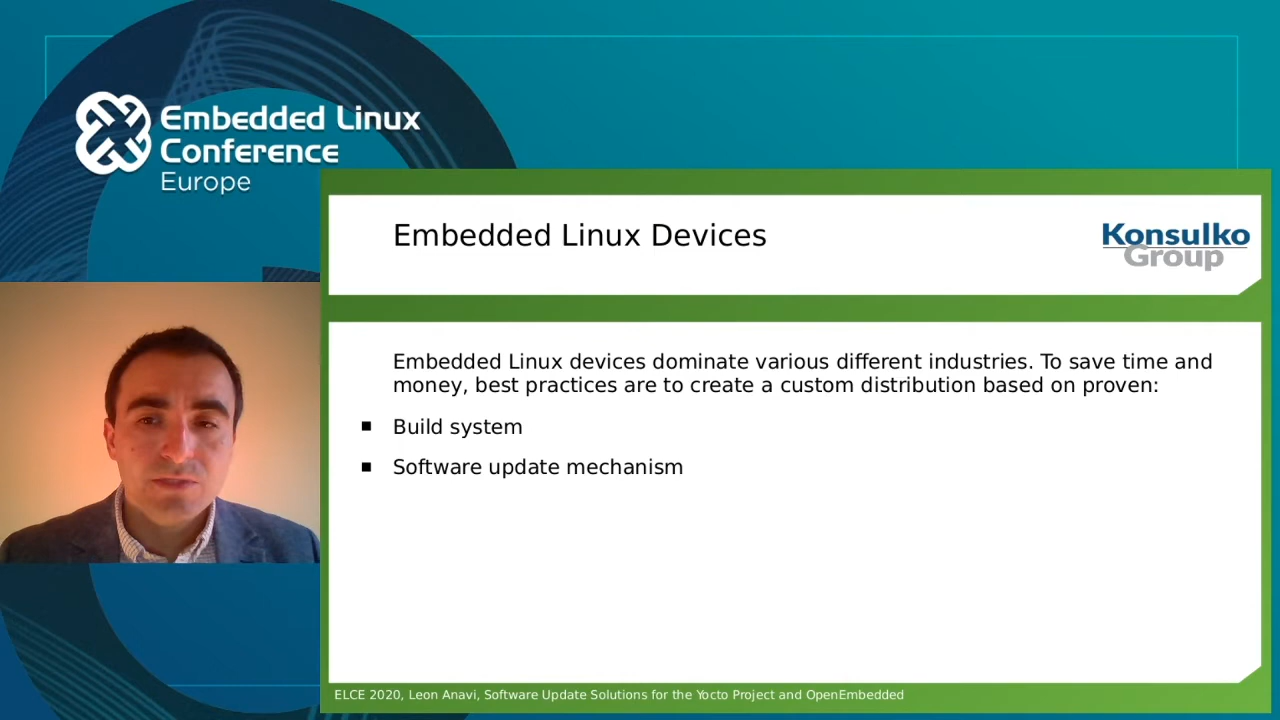 Embedded Linux
Conference
Europe
Embedded Linux Devices
Konsulko
Group
Embedded Linux devices dominate various different industries. To save time and
money, best practices are to create a custom distribution based on proven:
Build system
Software update mechanism
ELCE 2020, Leon Anavi, Software Update Solutions for the Yocto Project and OpenEmbedded